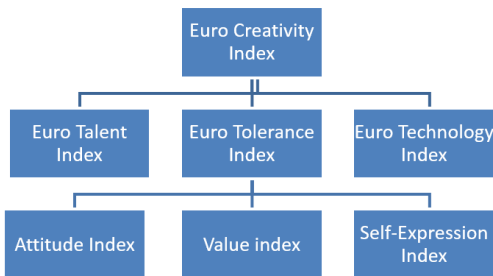 Euro Creativity
Index
Euro Talent
Index
Euro Tolerance
Index
Euro Technology
Index
Attitude Index
Value index
Self-Expression
Index